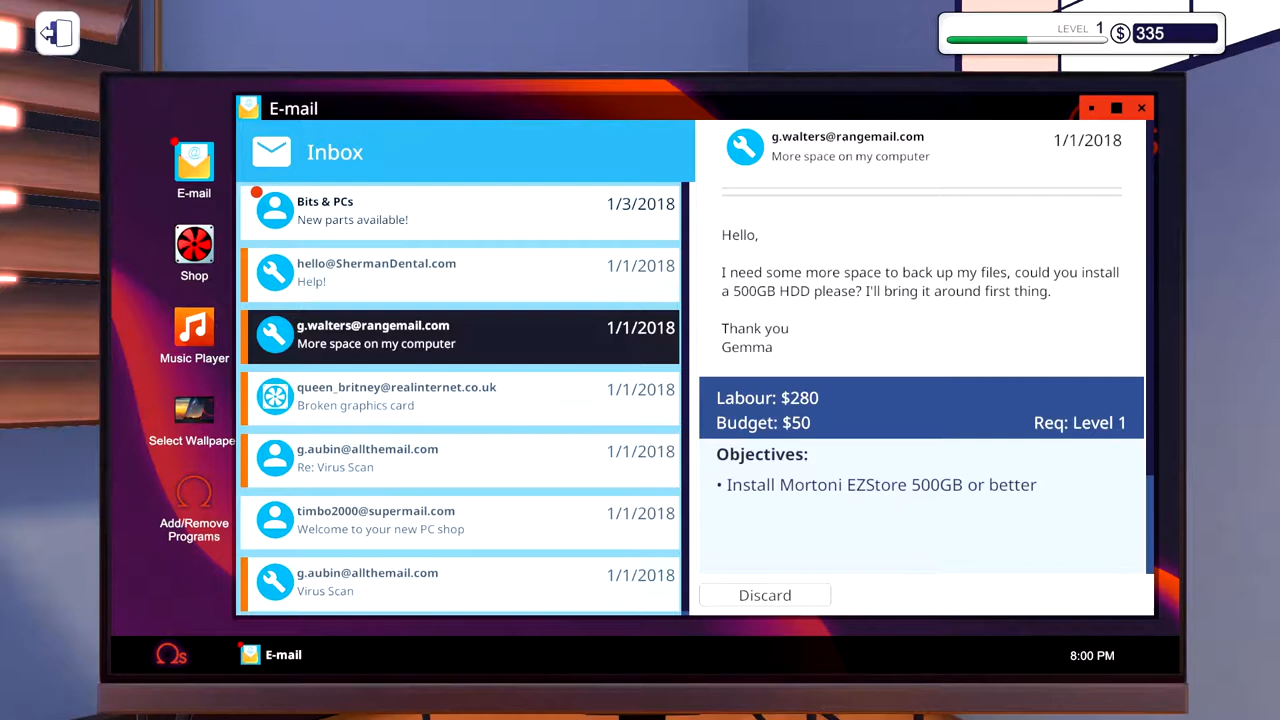 LEVEL 1
$ 335
E-mail
E-mail
Shop
Music Player
Select Wallpape
Add/Remove
Programs
Inbox
Bits & PCs
New parts available!
1/3/2018
hello@ShermanDental.com
Help!
1/1/2018
g.walters@rangemail.com
More space on my computer
1/1/2018
queen_britney@realinternet.co.uk
Broken graphics card
1/1/2018
g.aubin@allthemail.com
Re: Virus Scan
1/1/2018
timbo2000@supermail.com
Welcome to your new PC shop
1/1/2018
g.aubin@allthemail.com
Virus Scan
1/1/2018
g.walters@rangemail.com
More space on my computer
1/1/2018
Hello,
I need some more space to back up my files, could you install
a 500GB HDD please? I'll bring it around first thing.
Thank you
Gemma
Labour: $280
Budget: $50
Req: Level 1
Objectives:
• Install Mortoni EZStore 500GB or better
Discard
Ωs
E-mail
8:00 PM